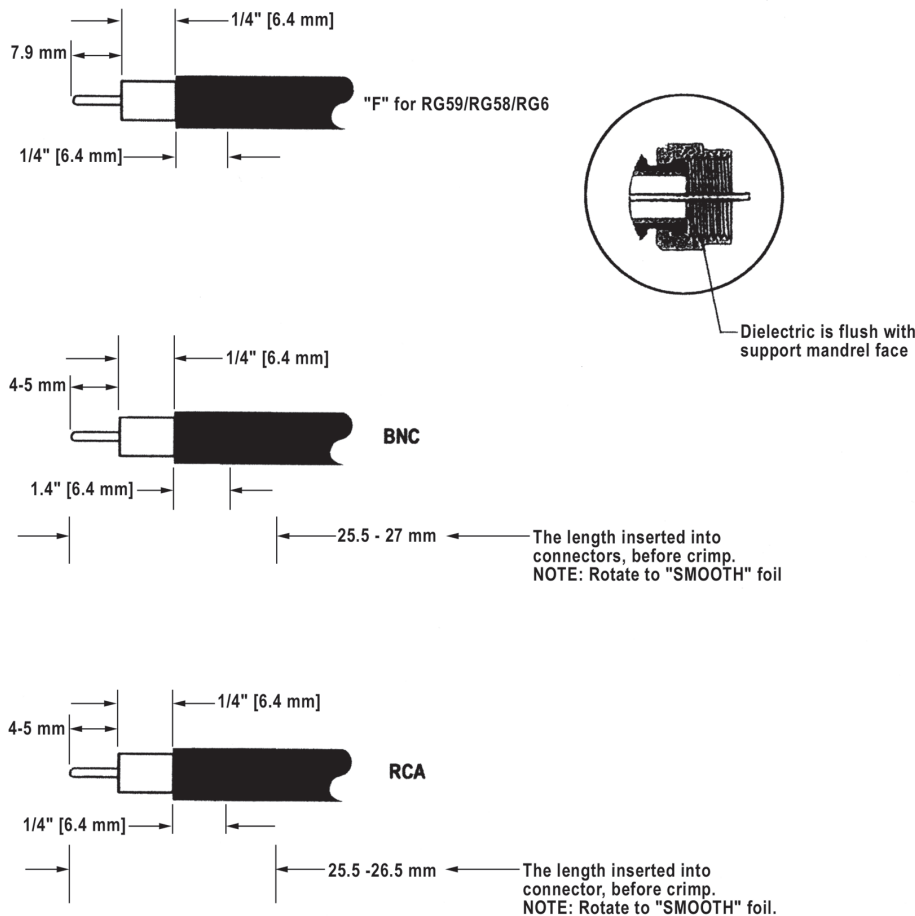 1/4" [6.4 mm]
7.9 mm
"F" for RG59/RG58/RG6
1/4" [6.4 mm]
Dielectric is flush with
support mandrel face
1/4" [6.4 mm]
4-5 mm
BNC
1.4" [6.4 mm]
25.5 - 27 mm
The length inserted into
connectors, before crimp.
NOTE: Rotate to "SMOOTH" foil
1/4" [6.4 mm]
4-5 mm
RCA
1/4" [6.4 mm]
25.5 -26.5 mm
The length inserted into
connector, before crimp.
NOTE: Rotate to "SMOOTH" foil.